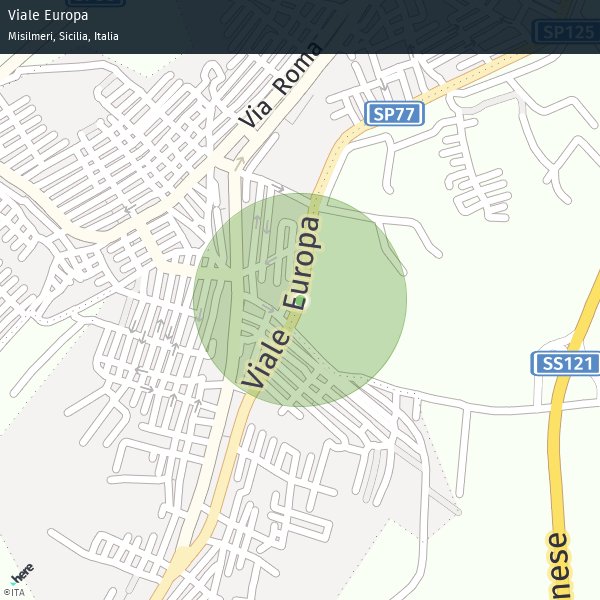 Viale Europa
Misilmeri, Sicilia, Italia
SP125
Via Roma
SP77
Viale Europa
SS121
nese
here
©ITA